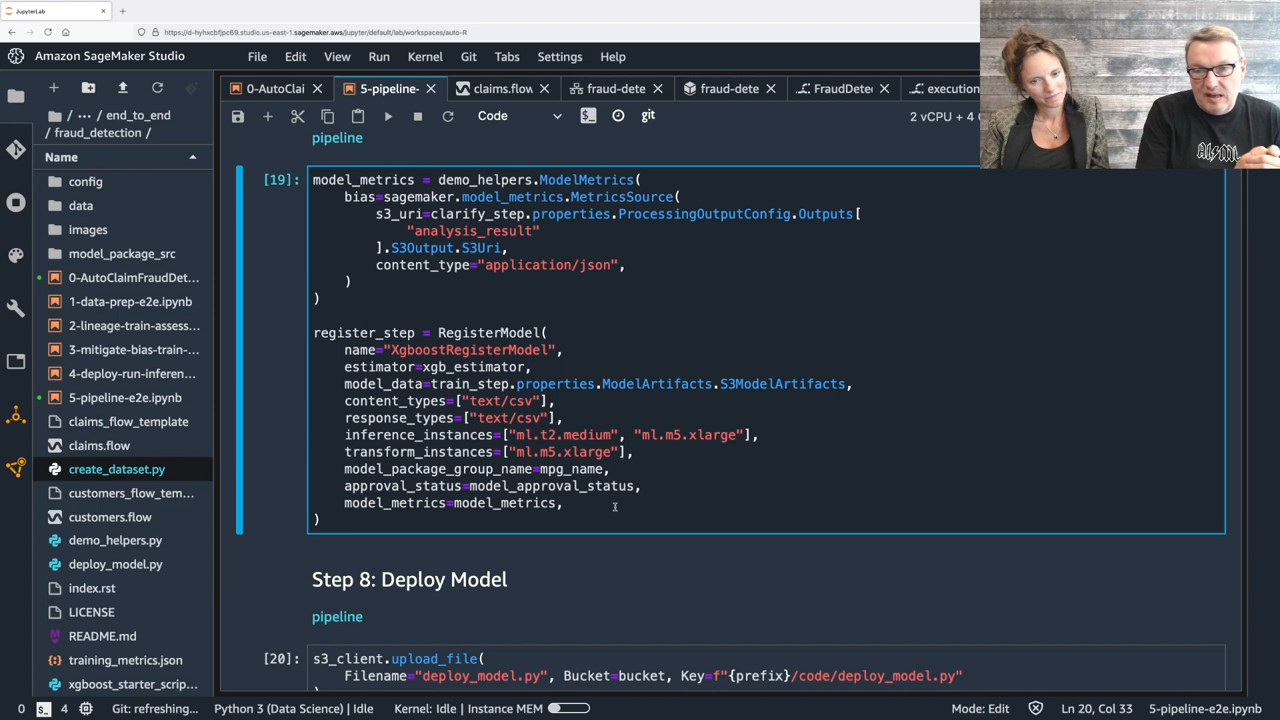 JupyterLab
https://d-hyhxcbfjpc69.studio.us-east-1.sagemaker.aws/jupyter/default/lab/workspaces/auto-R
Amazon SageMaker Studio
File Edit View Run Kernel Git Tabs Settings Help
0-AutoClai
5-pipeline-
clai
fraud-dete
fraud-dete
FraudDete
execution
Code
git
2 vCPU + 4
/ ... / end_to_end
/ fraud_detection /
Name
config
data
images
model_package_src
0-AutoClaimFraudDet...
1-data-prep-e2e.ipynb
2-lineage-train-assess...
3-mitigate-bias-train-...
4-deploy-run-inferen...
5-pipeline-e2e.ipynb
claims_flow_template
claims.flow
create_dataset.py
customers_flow_tem...
customers.flow
demo_helpers.py
deploy_model.py
index.rst
LICENSE
README.md
training_metrics.json
xgboost_starter_scrip...
pipeline
[19]:
model_metrics = demo_helpers.ModelMetrics(
bias=sagemaker.model_metrics.MetricsSource(
s3_uri=clarify_step.properties.ProcessingOutputConfig.Outputs[
"analysis_result"
].S3Output.S3Uri,
content_type="application/json",
)
)
register_step = RegisterModel(
name="XgboostRegisterModel",
estimator=xgb_estimator,
model_data=train_step.properties.ModelArtifacts.S3ModelArtifacts,
content_types=["text/csv"],
response_types=["text/csv"],
inference_instances=["ml.t2.medium", "ml.m5.xlarge"],
transform_instances=["ml.m5.xlarge"],
model_package_group_name=mpg_name,
approval_status=model_approval_status,
model_metrics=model_metrics,
)
Step 8: Deploy Model
pipeline
[20]:
s3_client.upload_file(
Filename="deploy_model.py", Bucket=bucket, Key=f"{prefix}/code/deploy_model.py"
AI/ML
0 4 Git: refreshing... Python 3 (Data Science) | Idle Kernel: Idle | Instance MEM Mode: Edit Ln 20, Col 33 5-pipeline-e2e.ipynb